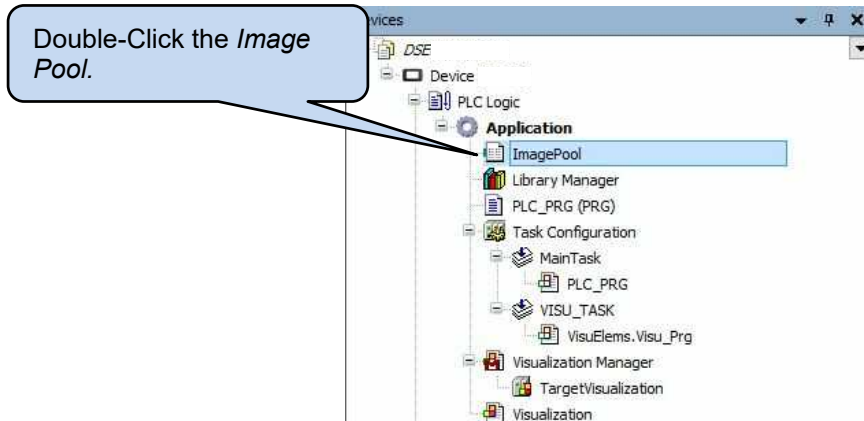 Double-Click the Image
Pool.
vices
DSE
Device
PLC Logic
Application
ImagePool
Library Manager
PLC_PRG (PRG)
Task Configuration
MainTask
PLC_PRG
VISU_TASK
VisuElems.Visu_Prg
Visualization Manager
TargetVisualization
Visualization